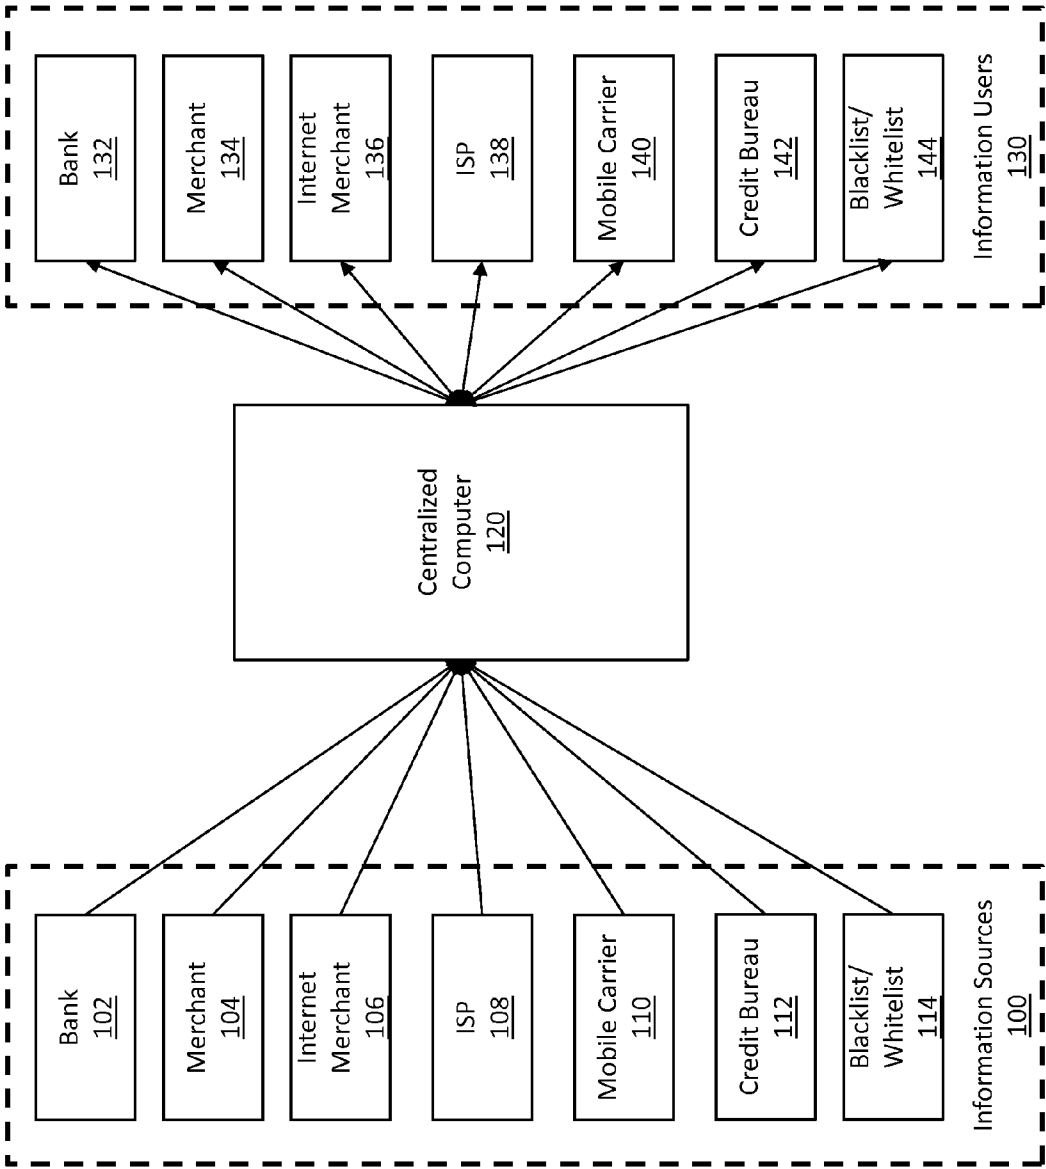 Bank
102
Merchant
104
Internet
Merchant
106
ISP
108
Mobile Carrier
110
Credit Bureau
112
Blacklist/
Whitelist
114
Information Sources
100
Centralized
Computer
120
Bank
132
Merchant
134
Internet
Merchant
136
ISP
138
Mobile Carrier
140
Credit Bureau
142
Blacklist/
Whitelist
144
Information Users
130